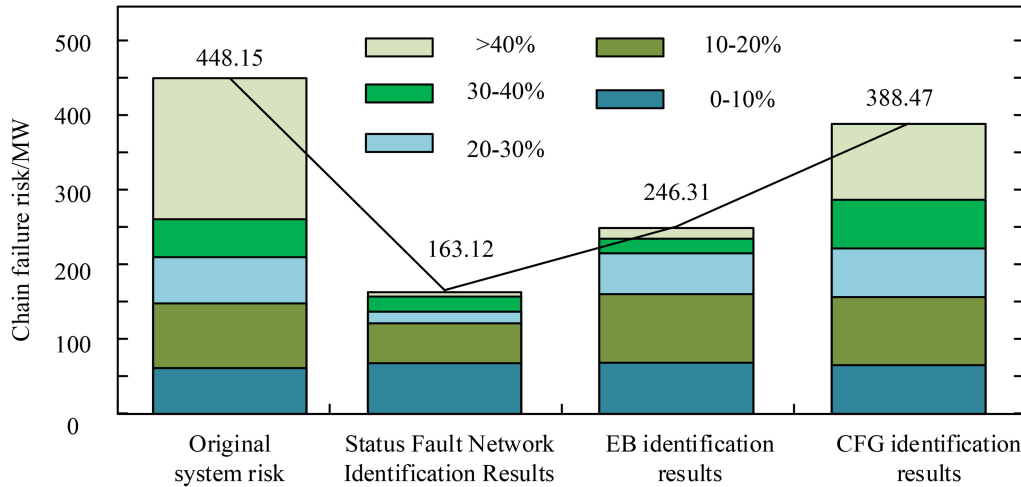 Chain failure risk/MW
500
400
300
200
100
0
>40%
30-40%
20-30%
10-20%
0-10%
448.15
163.12
246.31
388.47
Original
system risk
Status Fault Network
Identification Results
EB identification
results
CFG identification
results